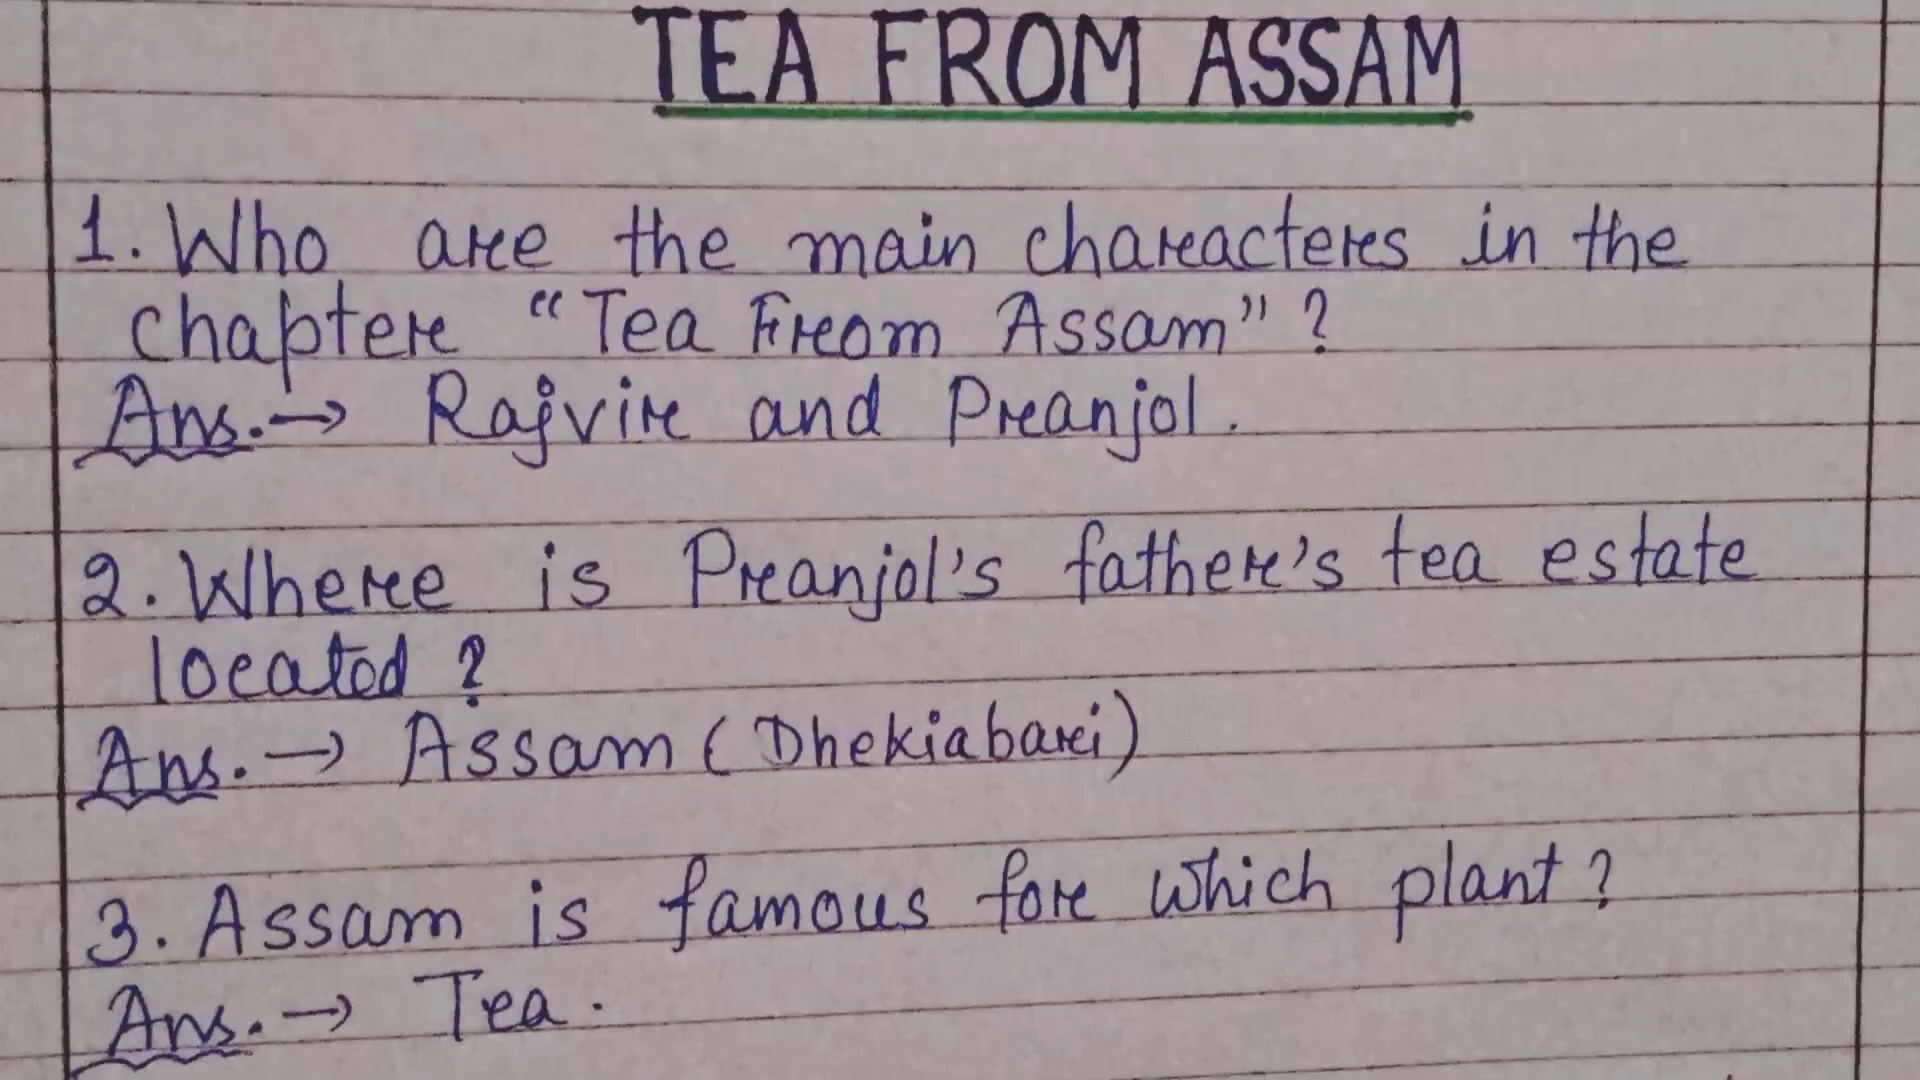 TEA FROM ASSAM
1. Who are the main characters in the
chapter “Tea From Assam”?
Ans.→ Rajvir and Pranjol.
2. Where is Pranjol's father's tea estate
located?
Ans.→ Assam (Dhekiabari)
3. Assam is famous for which plant?
Ans.→ Tea.